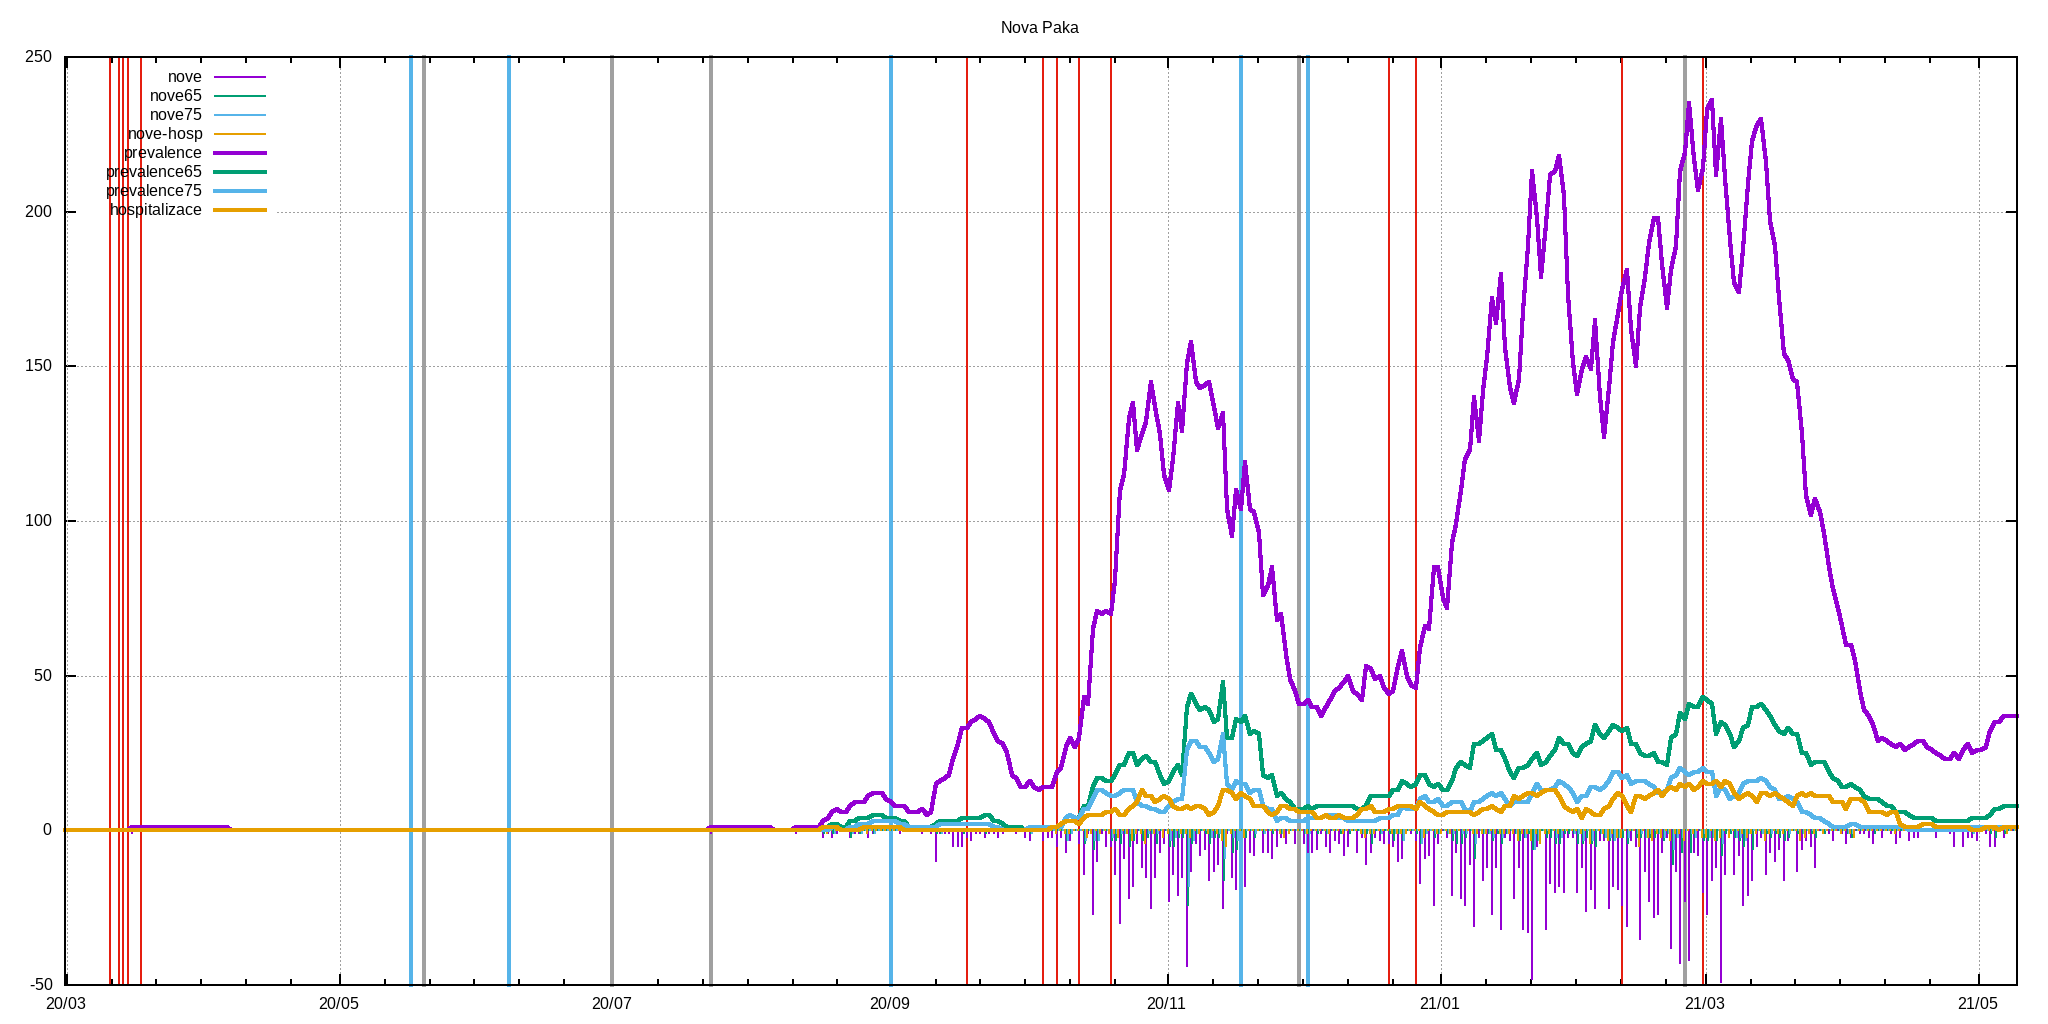 Nova Paka
250
200
150
100
50
0
-50
nove
nove65
nove75
nove-hosp
prevalence
prevalence65
prevalence75
hospitalizace
20/03 20/05 20/07 20/09 20/11 21/01 21/03 21/05